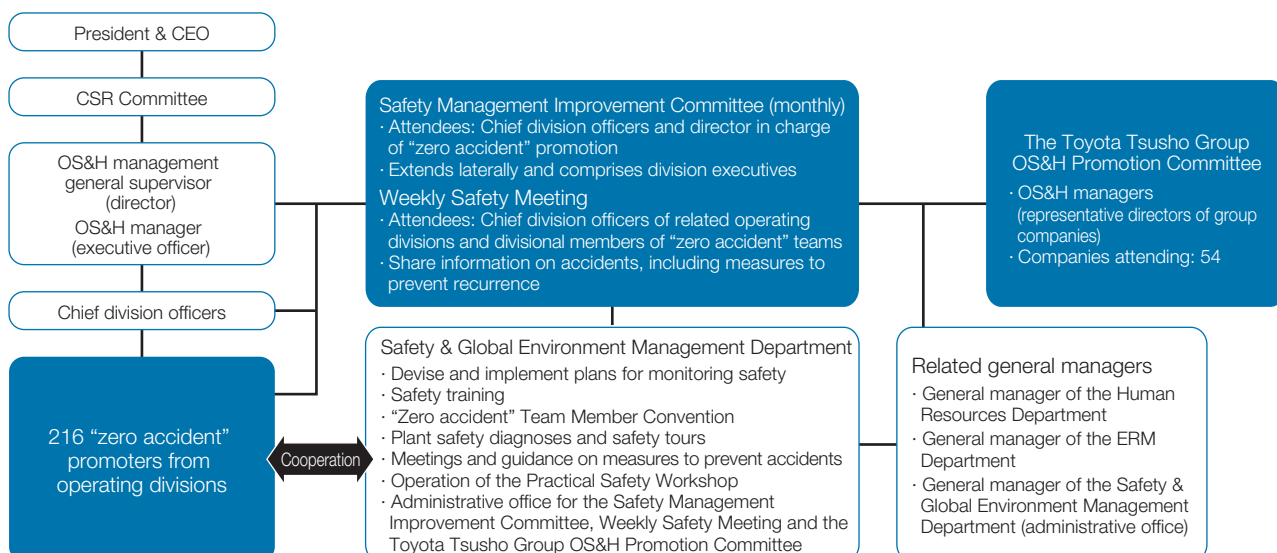 President & CEO
CSR Committee
OS&H management
general supervisor
(director)
OS&H manager
(executive officer)
Chief division officers
216 “zero accident”
promoters from
operating divisions
Cooperation
Safety Management Improvement Committee (monthly)
· Attendees: Chief division officers and director in charge
of “zero accident” promotion
· Extends laterally and comprises division executives
Weekly Safety Meeting
· Attendees: Chief division officers of related operating
divisions and divisional members of “zero accident” teams
· Share information on accidents, including measures to
prevent recurrence
Safety & Global Environment Management Department
· Devise and implement plans for monitoring safety
· Safety training
· “Zero accident” Team Member Convention
· Plant safety diagnoses and safety tours
· Meetings and guidance on measures to prevent accidents
· Operation of the Practical Safety Workshop
· Administrative office for the Safety Management
Improvement Committee, Weekly Safety Meeting and the
Toyota Tsusho Group OS&H Promotion Committee
The Toyota Tsusho Group
OS&H Promotion Committee
· OS&H managers
(representative directors of group
companies)
· Companies attending: 54
Related general managers
· General manager of the Human
Resources Department
· General manager of the ERM
Department
· General manager of the Safety &
Global Environment Management
Department (administrative office)